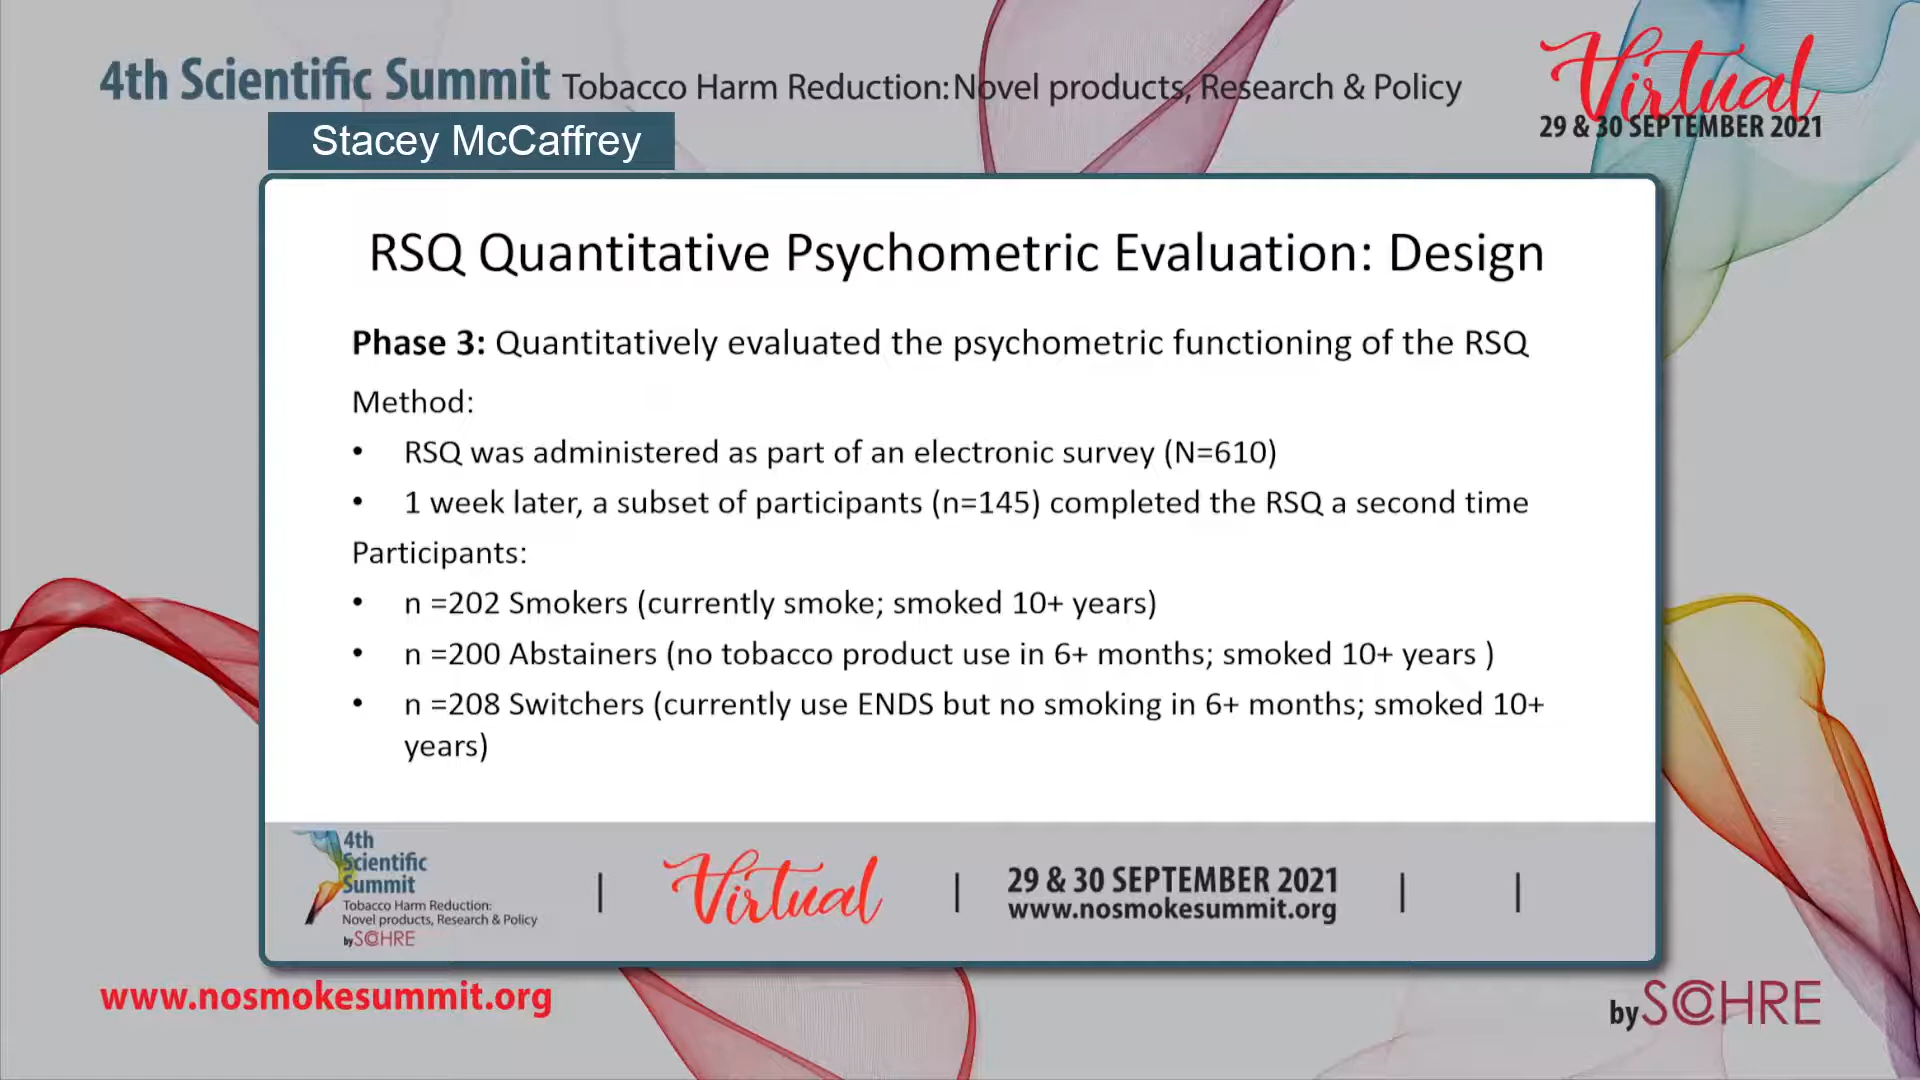 4th Scientific Summit Tobacco Harm Reduction: Novel products, Research & Policy
Virtual
29 & 30 SEPTEMBER 2021
Stacey McCaffrey
RSQ Quantitative Psychometric Evaluation: Design
Phase 3: Quantitatively evaluated the psychometric functioning of the RSQ
Method:
• RSQ was administered as part of an electronic survey (N=610)
• 1 week later, a subset of participants (n=145) completed the RSQ a second time
Participants:
• n =202 Smokers (currently smoke; smoked 10+ years)
• n =200 Abstainers (no tobacco product use in 6+ months; smoked 10+ years )
• n =208 Switchers (currently use ENDS but no smoking in 6+ months; smoked 10+
years)
4th
Scientific
Summit
Tobacco Harm Reduction:
Novel products, Research & Policy
by SCOHRE
Virtual
29 & 30 SEPTEMBER 2021
www.nosmokesummit.org
www.nosmokesummit.org
by SCOHRE